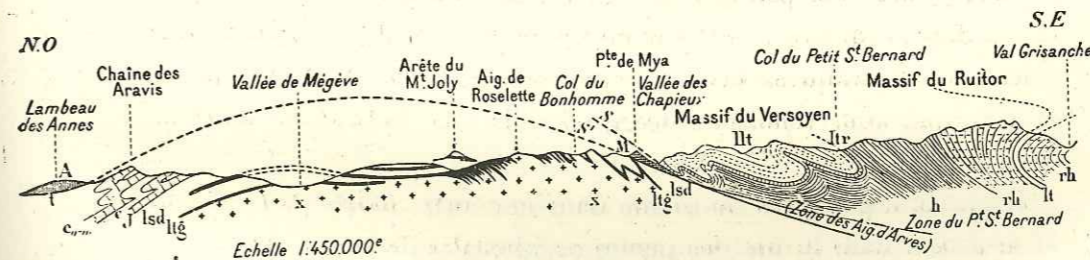 N.O
S.E
Chaîne des
Aravis
Lambeau
des Annes
Vallée de Mégève
Arête du
Mt. Joly
Aig. de
Roselette
Col du
Bonhomme
Pte de Mya
Vallée des
Chapieux
Massif du Versoyen
Col du Petit St Bernard
Massif du Ruitor
Val Grisanche
A
t
J
lsd
ltg
x
x
M
t
lsd
ltg
llt
ltr
h
rh
lt
rh
(Zone des Aig. d'Arves)
Zone du Pt. St. Bernard
Echelle 1:450.000e